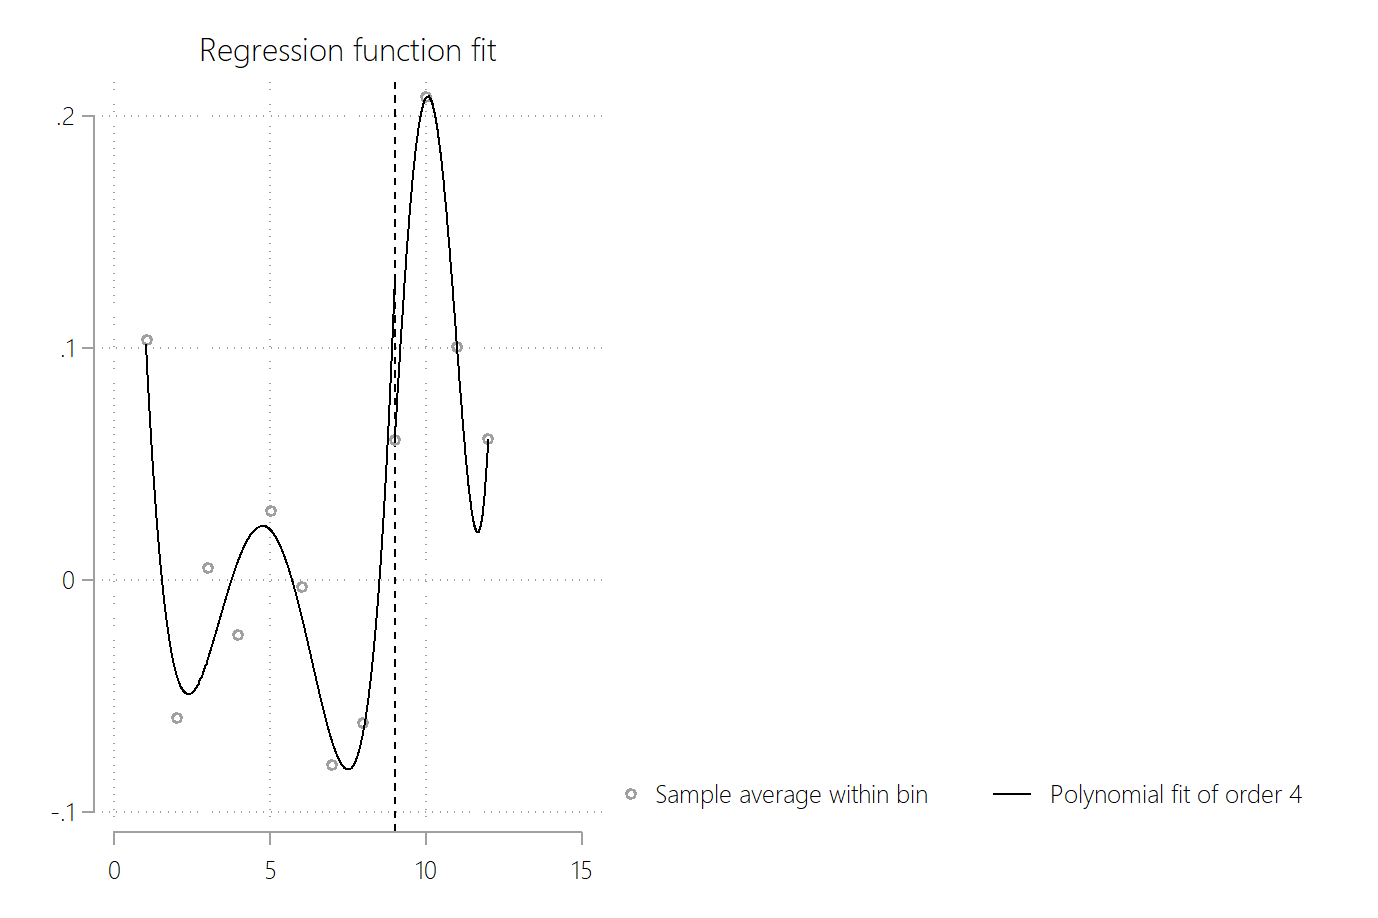 Regression function fit
.2
.1
0
-.1
0 5 10 15
Sample average within bin
Polynomial fit of order 4